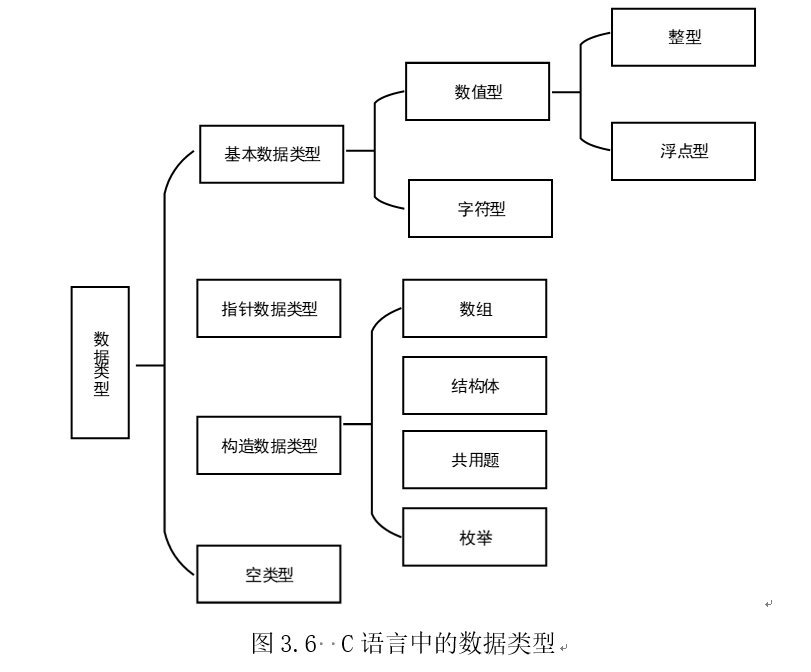 整型
数值型
基本数据类型
浮点型
字符型
指针数据类型
数组
数据类型
结构体
构造数据类型
共用题
枚举
空类型
图 3.6  C 语言中的数据类型